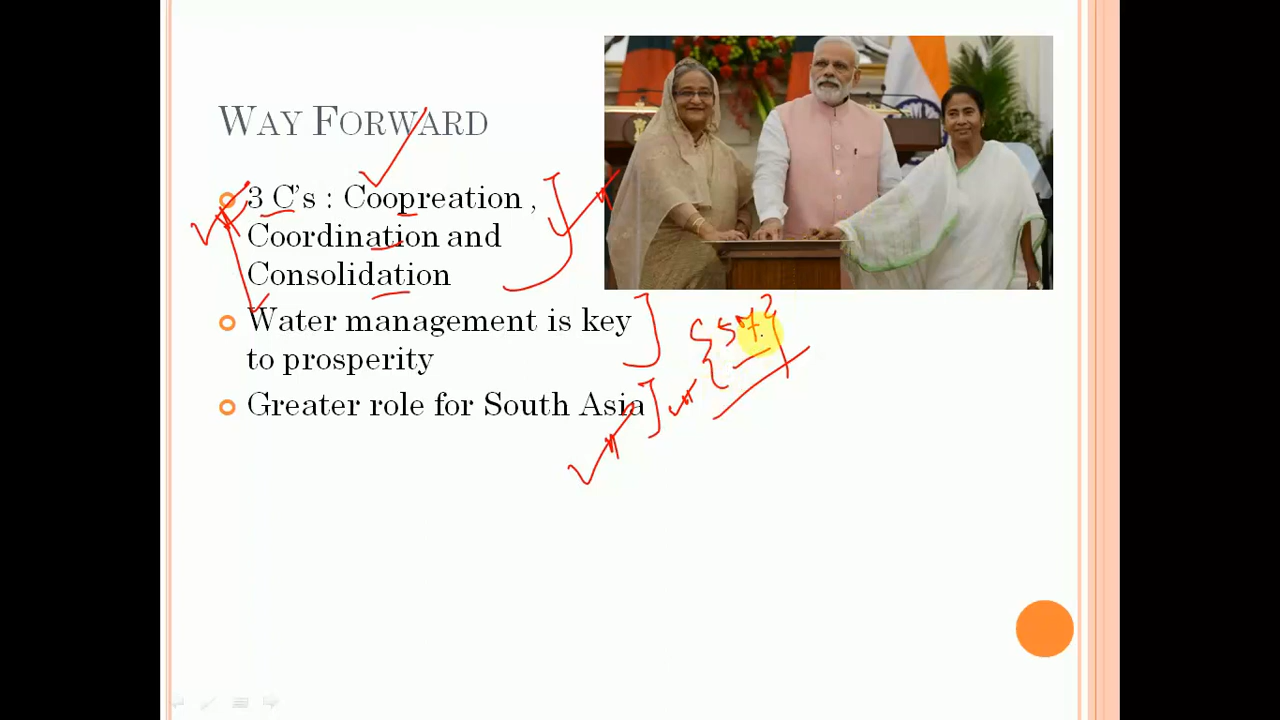 WAY FORWARD
3 C's : Coopreation ,
Coordination and
Consolidation
Water management is key
to prosperity
Greater role for South Asia